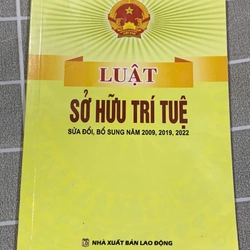 LUẬT
SỞ HỮU TRÍ TUỆ
SỬA ĐỔI, BỔ SUNG NĂM 2009, 2019, 2022
NHÀ XUẤT BẢN LAO ĐỘNG